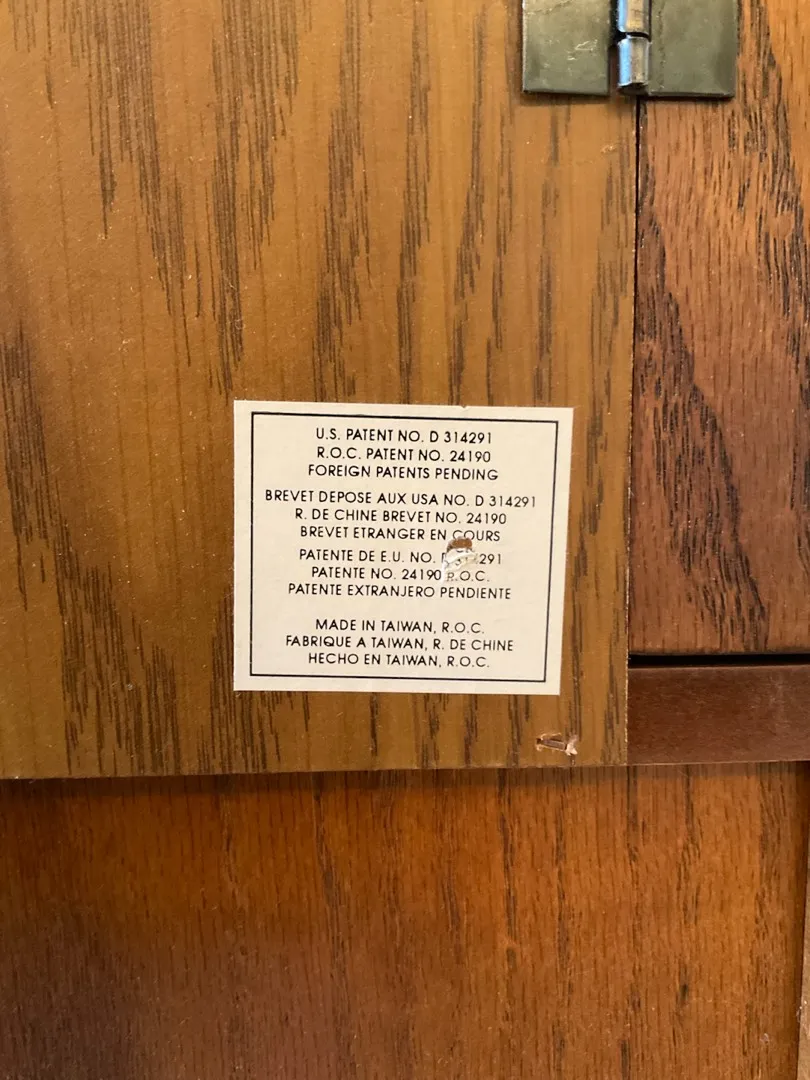 U.S. PATENT NO. D 314291
R.O.C. PATENT NO. 24190
FOREIGN PATENTS PENDING
BREVET DEPOSE AUX USA NO. D 314291
R. DE CHINE BREVET NO. 24190
BREVET ETRANGER EN COURS
PATENTE DE E.U. NO.
PATENTE NO. 24190 R.O.C.
PATENTE EXTRANJERO PENDIENTE
MADE IN TAIWAN, R.O.C.
FABRIQUE A TAIWAN, R. DE CHINE
HECHO EN TAIWAN, R.O.C.